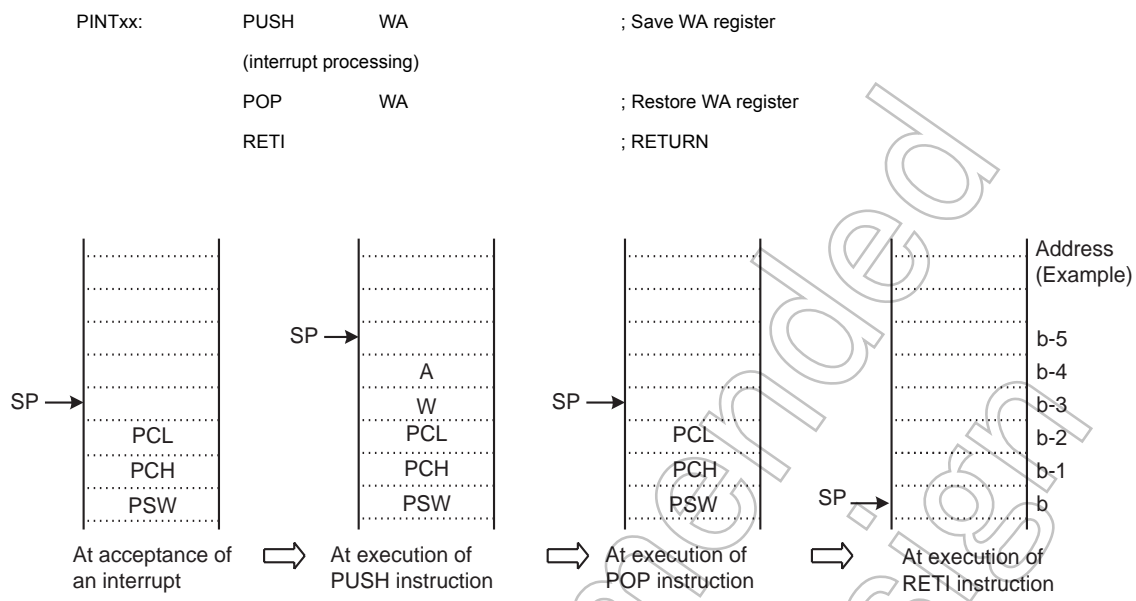 PINTxx: PUSH WA ; Save WA register
(interrupt processing)
POP WA ; Restore WA register
RETI ; RETURN
Address
(Example)
SP
b-5
A
b-4
SP
W
SP
b-3
PCL
PCL
PCL
b-2
PCH
PCH
PCH
b-1
PSW
PSW
PSW
SP
b
At acceptance of
an interrupt
At execution of
PUSH instruction
At execution of
POP instruction
At execution of
RETI instruction